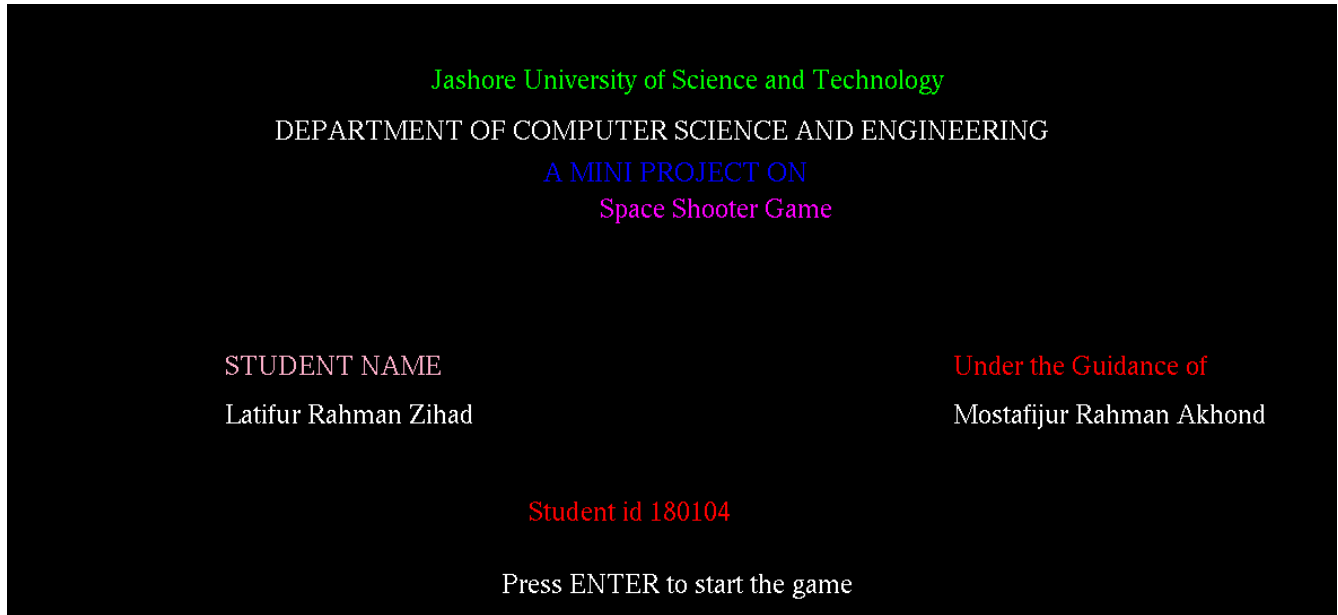 Jashore University of Science and Technology
DEPARTMENT OF COMPUTER SCIENCE AND ENGINEERING
A MINI PROJECT ON
Space Shooter Game
STUDENT NAME
Under the Guidance of
Latifur Rahman Zihad
Mostafijur Rahman Akhond
Student id 180104
Press ENTER to start the game